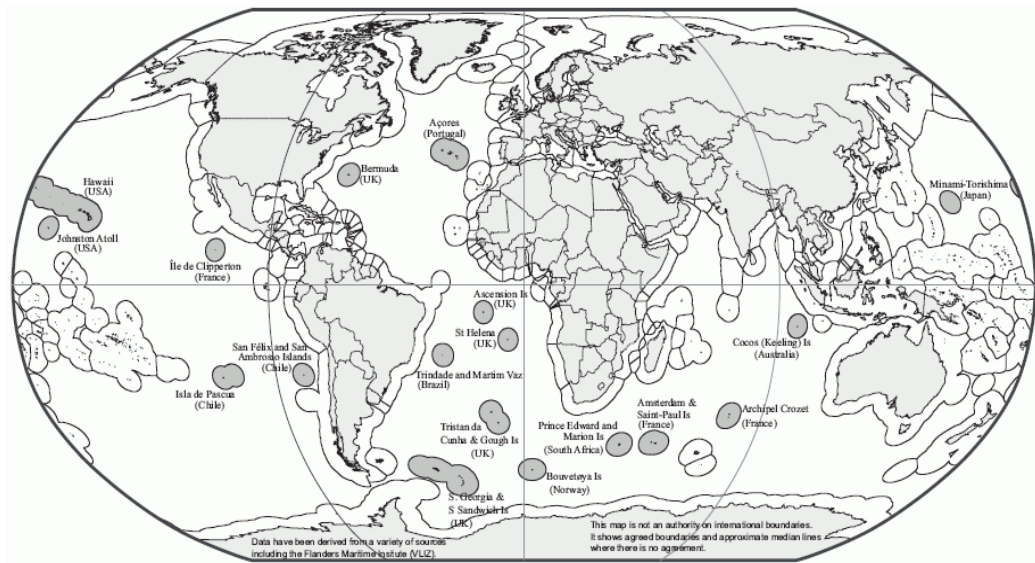 Açores
(Portugal)
Bermuda
(UK)
Hawaii
(USA)
Minami-Torishima
(Japan)
Johnston Atoll
(USA)
Île de Clipperton
(France)
Ascension Is
(UK)
St Helena
(UK)
San Félix and San
Ambrosio Islands
(Chile)
Cocos (Keeling) Is
(Australia)
Trindade and Martim Vaz
(Brazil)
Isla de Pascua
(Chile)
Tristan da
Cunha & Gough Is
(UK)
Prince Edward and
Marion Is
(South Africa)
Amsterdam &
Saint-Paul Is
(France)
Archipel Crozet
(France)
Bouvetøya Is
(Norway)
S. Georgia &
S Sandwich Is
(UK)
Data have been derived from a variety of sources
including the Flanders Maritime Insitute (VLIZ).
This map is not an authority on international boundaries.
It shows agreed boundaries and approximate median lines
where there is no agreement.